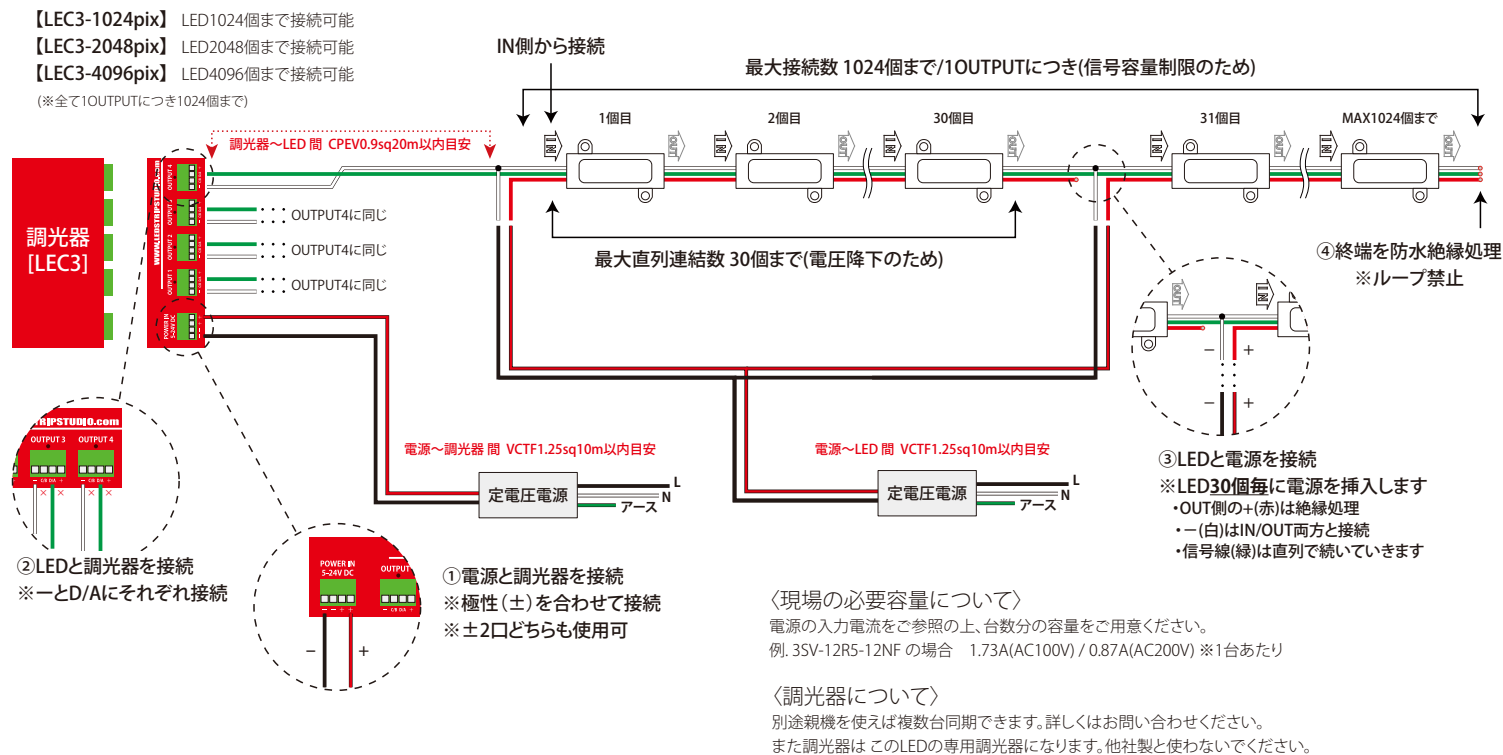 【LEC3-1024pix】 LED1024個まで接続可能
【LEC3-2048pix】 LED2048個まで接続可能
【LEC3-4096pix】 LED4096個まで接続可能
(※全て1OUTPUTにつき1024個まで)
IN側から接続
最大接続数 1024個まで/1OUTPUTにつき(信号容量制限のため)
1個目
2個目
30個目
31個目
MAX1024個まで
IN
OUT
IN
OUT
IN
OUT
IN
OUT
IN
OUT
調光器~LED 間 CPEV0.9sq20m以内目安
調光器
[LEC3]
WWW.LEDSTRIPSTUDIO.com
OUTPUT 4
OUTPUT 2
OUTPUT 1
POWER IN
5-24V DC
OUTPUT4に同じ
OUTPUT4に同じ
OUTPUT4に同じ
最大直列連結数 30個まで(電圧降下のため)
④終端を防水絶縁処理
※ループ禁止
OUT
IN
− +
− +
TRIPSTUDIO.com
OUTPUT 3 OUTPUT 4
− C/B D/A + − C/B D/A +
× × × ×
②LEDと調光器を接続
※ーとD/Aにそれぞれ接続
電源~調光器 間 VCTF1.25sq10m以内目安
定電圧電源
L
N
アース
電源~LED 間 VCTF1.25sq10m以内目安
定電圧電源
L
N
アース
③LEDと電源を接続
※LED30個毎に電源を挿入します
・OUT側の+(赤)は絶縁処理
・−(白)はIN/OUT両方と接続
・信号線(緑)は直列で続いていきます
POWER IN
5-24V DC
OUTPUT
− − + +
− C/B D/A +
− +
①電源と調光器を接続
※極性(±)を合わせて接続
※±2口どちらも使用可
〈現場の必要容量について〉
電源の入力電流をご参照の上、台数分の容量をご用意ください。
例. 3SV-12R5-12NF の場合 1.73A(AC100V) / 0.87A(AC200V) ※1台あたり
〈調光器について〉
別途親機を使えば複数台同期できます。詳しくはお問い合わせください。
また調光器は このLEDの専用調光器になります。他社製と使わないでください。